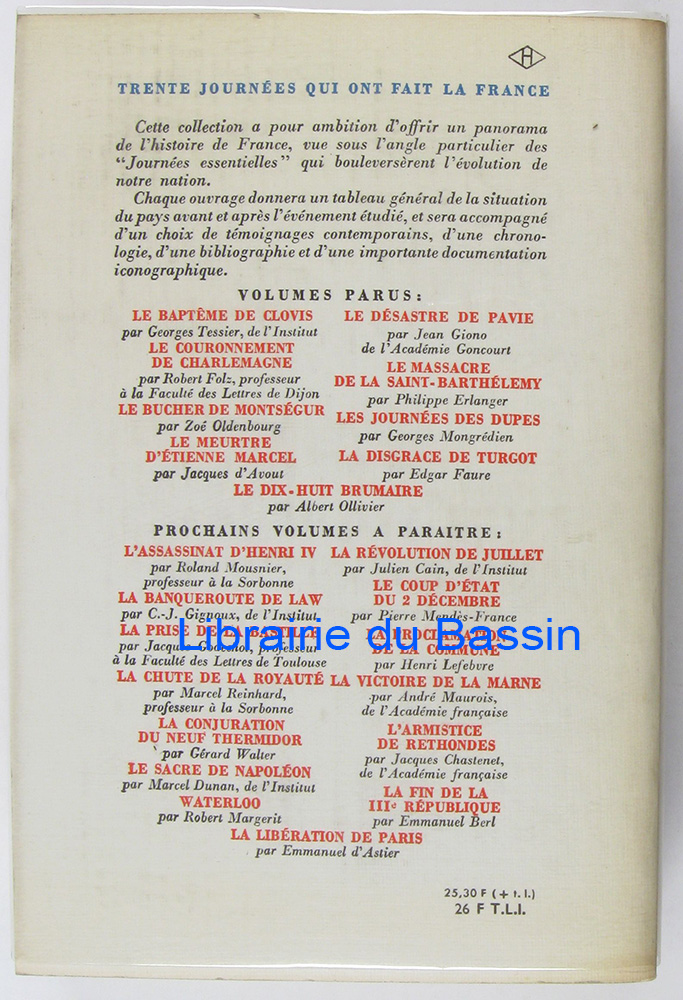 H
TRENTE JOURNÉES QUI ONT FAIT LA FRANCE
Cette collection a pour ambition d'offrir un panorama
de l'histoire de France, vue sous l'angle particulier des
"Journées essentielles" qui bouleversèrent l'évolution de
notre nation.
Chaque ouvrage donnera un tableau général de la situation
du pays avant et après l'événement étudié, et sera accompagné
d'un choix de témoignages contemporains, d'une chrono-
logie, d'une bibliographie et d'une importante documentation
iconographique.
VOLUMES PARUS :
LE BAPTÊME DE CLOVIS
par Georges Tessier, de l'Institut
LE COURONNEMENT
DE CHARLEMAGNE
par Robert Folz, professeur
à la Faculté des Lettres de Dijon
LE BUCHER DE MONTSÉGUR
par Zoé Oldenbourg
LE MEURTRE
D'ÉTIENNE MARCEL
par Jacques d'Avout
LE DÉSASTRE DE PAVIE
par Jean Giono
de l'Académie Goncourt
LE MASSACRE
DE LA SAINT-BARTHÉLEMY
par Philippe Erlanger
LES JOURNÉES DES DUPES
par Georges Mongrédien
LA DISGRACE DE TURGOT
par Edgar Faure
LE DIX-HUIT BRUMAIRE
par Albert Ollivier
PROCHAINS VOLUMES A PARAITRE :
L'ASSASSINAT D'HENRI IV
par Roland Mousnier,
professeur à la Sorbonne
LA BANQUEROUTE DE LAW
par C.-J. Gignoux, de l'Institut
LA PRISE DE LA BASTILLE
par Jacques Godechot, professeur
à la Faculté des Lettres de Toulouse
LA CHUTE DE LA ROYAUTÉ
par Marcel Reinhard,
professeur à la Sorbonne
LA CONJURATION
DU NEUF THERMIDOR
par Gérard Walter
LE SACRE DE NAPOLÉON
par Marcel Dunan, de l'Institut
WATERLOO
par Robert Margerit
LA RÉVOLUTION DE JUILLET
par Julien Cain, de l'Institut
LE COUP D'ÉTAT
DU 2 DÉCEMBRE
par Pierre Mendès-France
LA PROCLAMATION
DE LA COMMUNE
par Henri Lefebvre
LA VICTOIRE DE LA MARNE
par André Maurois,
de l'Académie française
L'ARMISTICE
DE RETHONDES
par Jacques Chastenet,
de l'Académie française
LA FIN DE LA
IIIe RÉPUBLIQUE
par Emmanuel Berl
LA LIBÉRATION DE PARIS
par Emmanuel d'Astier
25,30 F (+ t. l.)
26 F T.L.I.
Librairie du Bassin